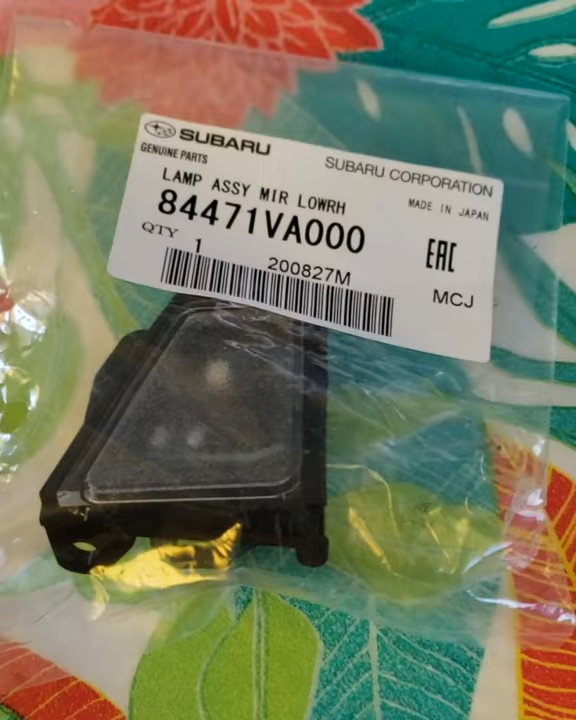 SUBARU
GENUINE PARTS
SUBARU CORPORATION
LAMP ASSY MIR LOWRH
MADE IN JAPAN
84471VA000
QTY 1
EAC
200827M
MCJ